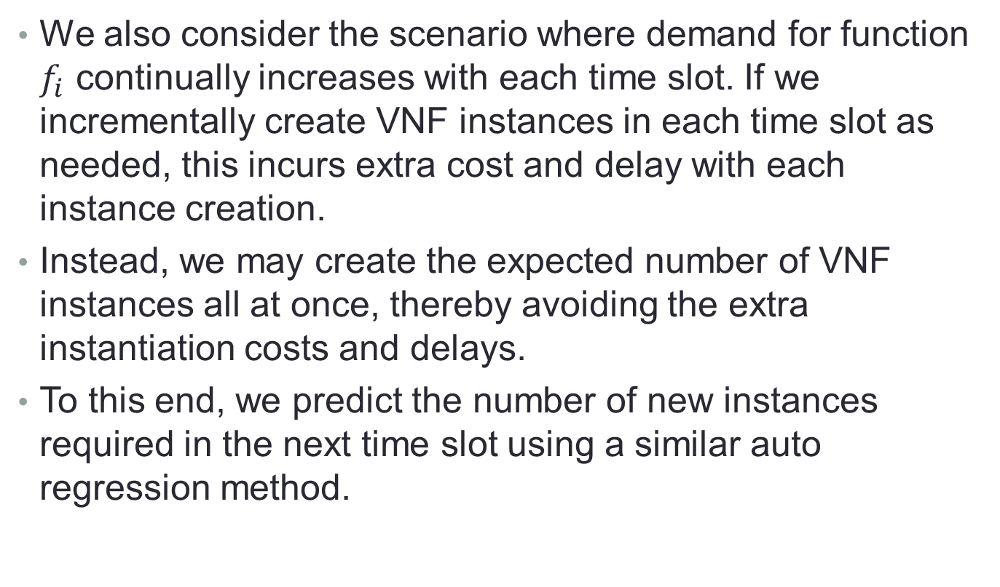 • We also consider the scenario where demand for function
𝑓𝑖 continually increases with each time slot. If we
incrementally create VNF instances in each time slot as
needed, this incurs extra cost and delay with each
instance creation.
• Instead, we may create the expected number of VNF
instances all at once, thereby avoiding the extra
instantiation costs and delays.
• To this end, we predict the number of new instances
required in the next time slot using a similar auto
regression method.